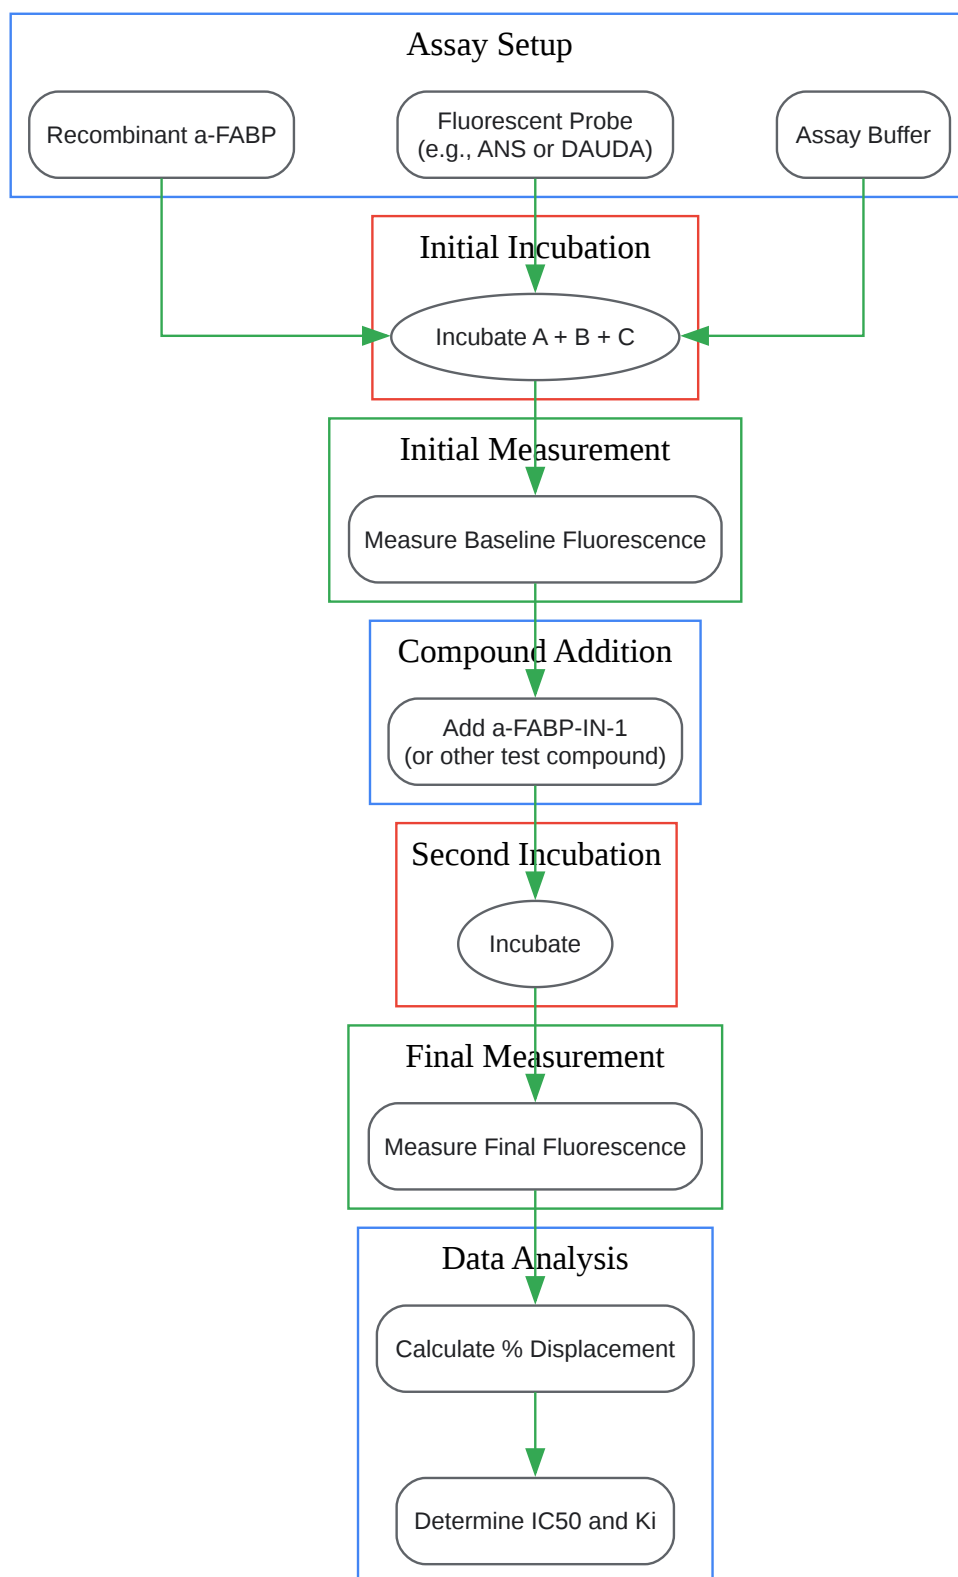 Assay Setup
Recombinant a-FABP
Fluorescent Probe
(e.g., ANS or DAUDA)
Assay Buffer
Initial Incubation
Incubate A + B + C
Initial Measurement
Measure Baseline Fluorescence
Compound Addition
Add a-FABP-IN-1
(or other test compound)
Second Incubation
Incubate
Final Measurement
Measure Final Fluorescence
Data Analysis
Calculate % Displacement
Determine IC50 and Ki